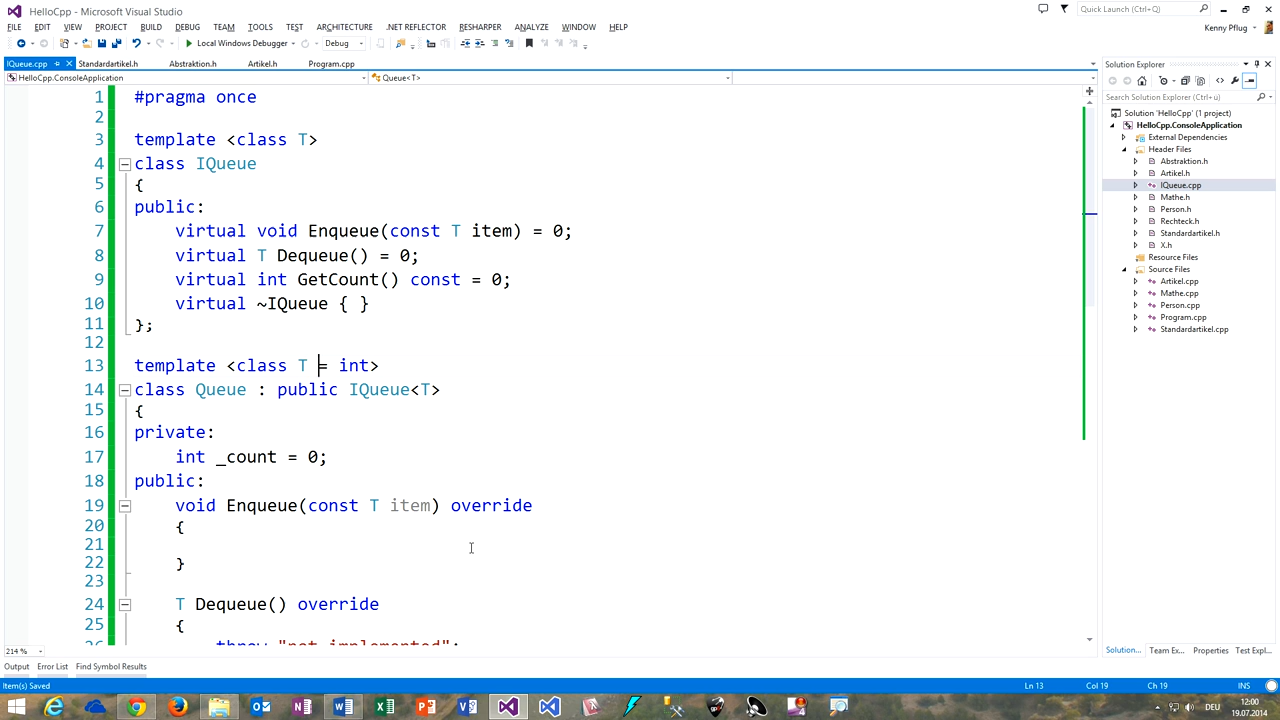 HelloCpp - Microsoft Visual Studio
Quick Launch (Ctrl+Q)
FILE EDIT VIEW PROJECT BUILD DEBUG TEAM TOOLS TEST ARCHITECTURE .NET REFLECTOR RESHARPER ANALYZE WINDOW HELP
Kenny Pflug
Local Windows Debugger
Debug
IQueue.cpp Standardartikel.h Abstraktion.h Artikel.h Program.cpp
HelloCpp.ConsoleApplication
Queue<T>
1 #pragma once
2
3 template <class T>
4 class IQueue
5 {
6 public:
7 virtual void Enqueue(const T item) = 0;
8 virtual T Dequeue() = 0;
9 virtual int GetCount() const = 0;
10 virtual ~IQueue { }
11 };
12
13 template <class T = int>
14 class Queue : public IQueue<T>
15 {
16 private:
17 int _count = 0;
18 public:
19 void Enqueue(const T item) override
20 {
21
22 }
23
24 T Dequeue() override
25 {
26 throw "not implemented";
214 %
Solution Explorer
Search Solution Explorer (Ctrl+ü)
Solution 'HelloCpp' (1 project)
HelloCpp.ConsoleApplication
External Dependencies
Header Files
Abstraktion.h
Artikel.h
IQueue.cpp
Mathe.h
Person.h
Rechteck.h
Standardartikel.h
X.h
Resource Files
Source Files
Artikel.cpp
Mathe.cpp
Person.cpp
Program.cpp
Standardartikel.cpp
Solution... Team Ex... Properties Test Expl...
Output Error List Find Symbol Results
Item(s) Saved
Ln 13 Col 19 Ch 19 INS
DEU
12:00
19.07.2014